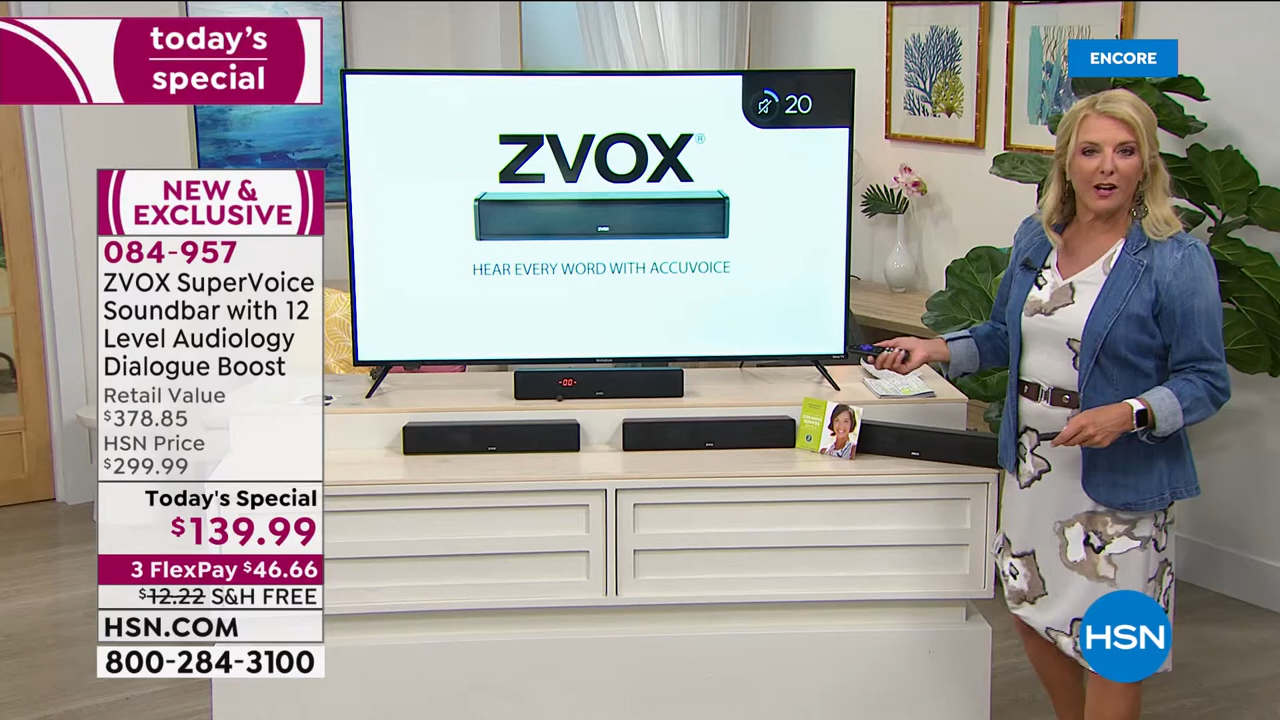 today's
special
ENCORE
20
ZVOX®
ZVOX
HEAR EVERY WORD WITH ACCUVOICE
NEW &
EXCLUSIVE
084-957
ZVOX SuperVoice
Soundbar with 12
Level Audiology
Dialogue Boost
Retail Value
$378.85
HSN Price
$299.99
Today's Special
$139.99
3 FlexPay $46.66
$12.22 S&H FREE
HSN.COM
800-284-3100
-00-
HSN